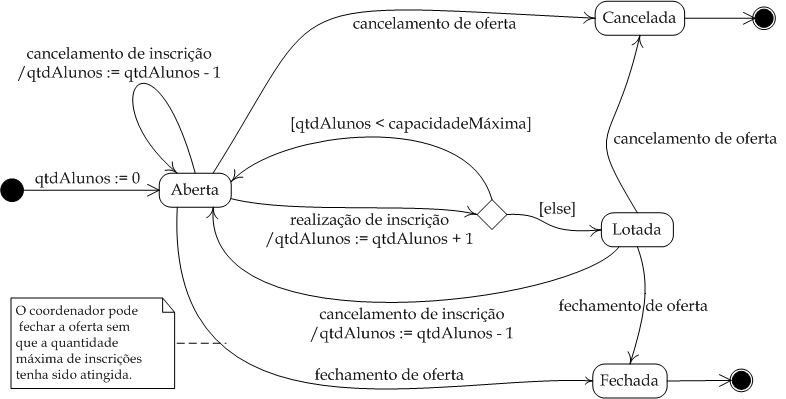 cancelamento de oferta
Cancelada
cancelamento de inscrição
/qtdAlunos := qtdAlunos - 1
[qtdAlunos < capacidadeMáxima]
cancelamento de oferta
qtdAlunos := 0
Aberta
[else]
realização de inscrição
/qtdAlunos := qtdAlunos + 1
Lotada
cancelamento de inscrição
/qtdAlunos := qtdAlunos - 1
fechamento de oferta
O coordenador pode
fechar a oferta sem
que a quantidade
máxima de inscrições
tenha sido atingida.
fechamento de oferta
Fechada